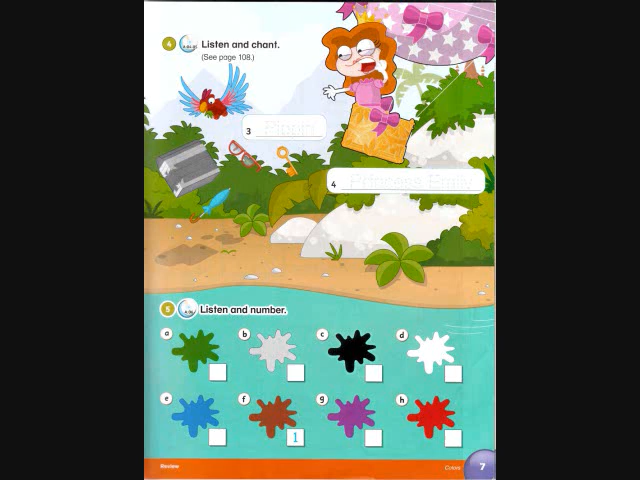 4 Listen and chant.
(See page 108.)
3
4 Princess Emily
5 Listen and number.
a b c d
e f g h
1
Review
Colors 7